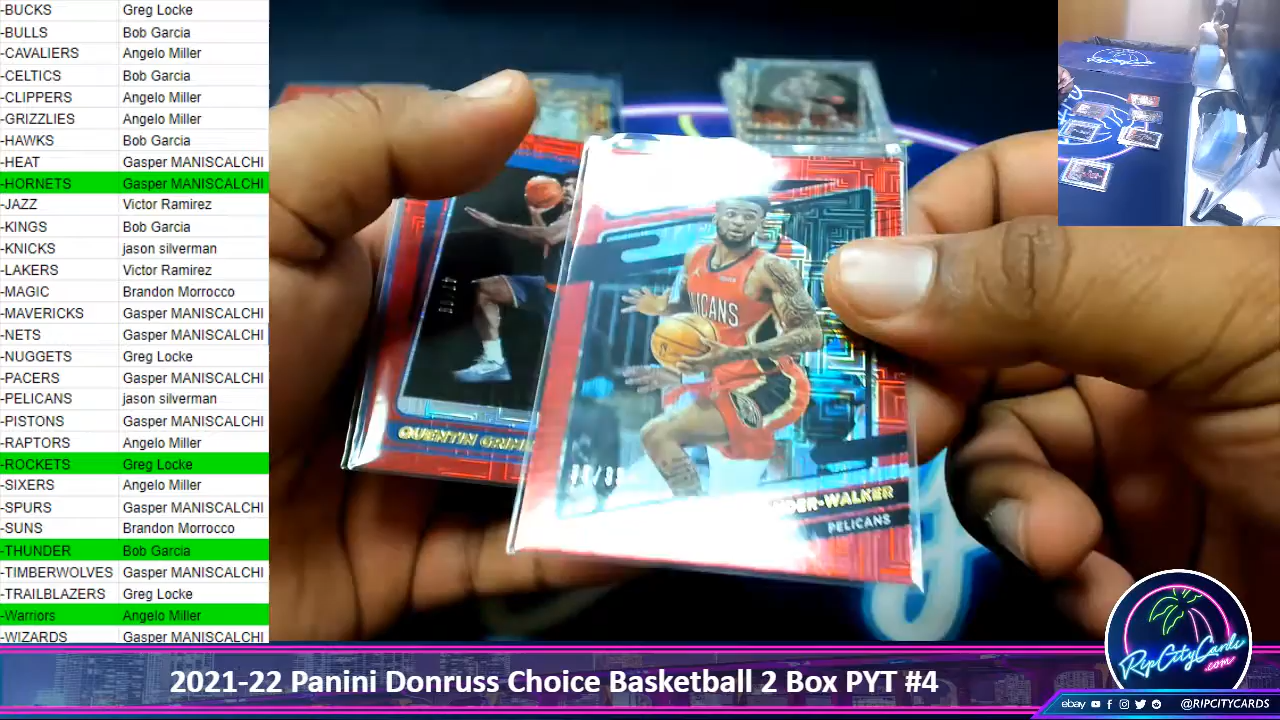 -BUCKS Greg Locke
-BULLS Bob Garcia
-CAVALIERS Angelo Miller
-CELTICS Bob Garcia
-CLIPPERS Angelo Miller
-GRIZZLIES Angelo Miller
-HAWKS Bob Garcia
-HEAT Gasper MANISCALCHI
-HORNETS Gasper MANISCALCHI
-JAZZ Victor Ramirez
-KINGS Bob Garcia
-KNICKS jason silverman
-LAKERS Victor Ramirez
-MAGIC Brandon Morrocco
-MAVERICKS Gasper MANISCALCHI
-NETS Gasper MANISCALCHI
-NUGGETS Greg Locke
-PACERS Gasper MANISCALCHI
-PELICANS jason silverman
-PISTONS Gasper MANISCALCHI
-RAPTORS Angelo Miller
-ROCKETS Greg Locke
-SIXERS Angelo Miller
-SPURS Gasper MANISCALCHI
-SUNS Brandon Morrocco
-THUNDER Bob Garcia
-TIMBERWOLVES Gasper MANISCALCHI
-TRAILBLAZERS Greg Locke
-Warriors Angelo Miller
-WIZARDS Gasper MANISCALCHI
LICANS
QUENTIN GRIM
NDER-WALKER
PELICANS
RipCityCards
.com
2021-22 Panini Donruss Choice Basketball 2 Box PYT #4
ebay @RIPCITYCARDS